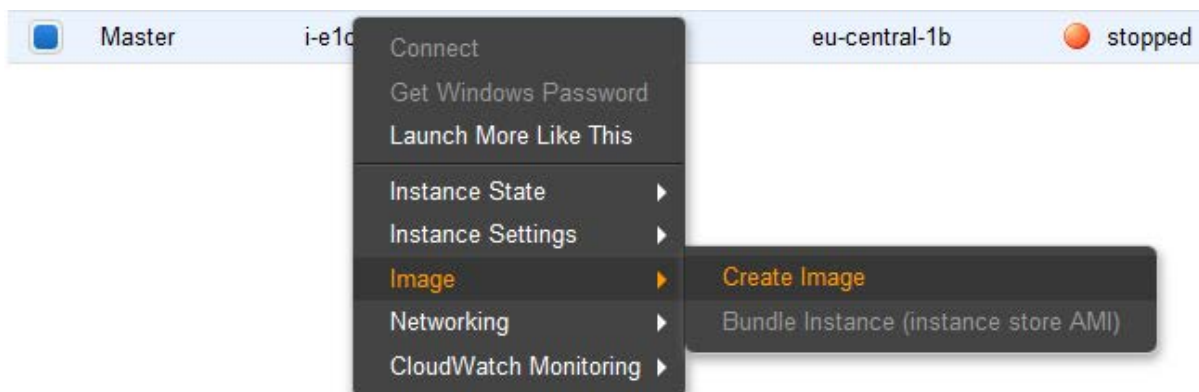 Master i-e1 eu-central-1b stopped
Connect
Get Windows Password
Launch More Like This
Instance State
Instance Settings
Image
Create Image
Networking
Bundle Instance (instance store AMI)
CloudWatch Monitoring